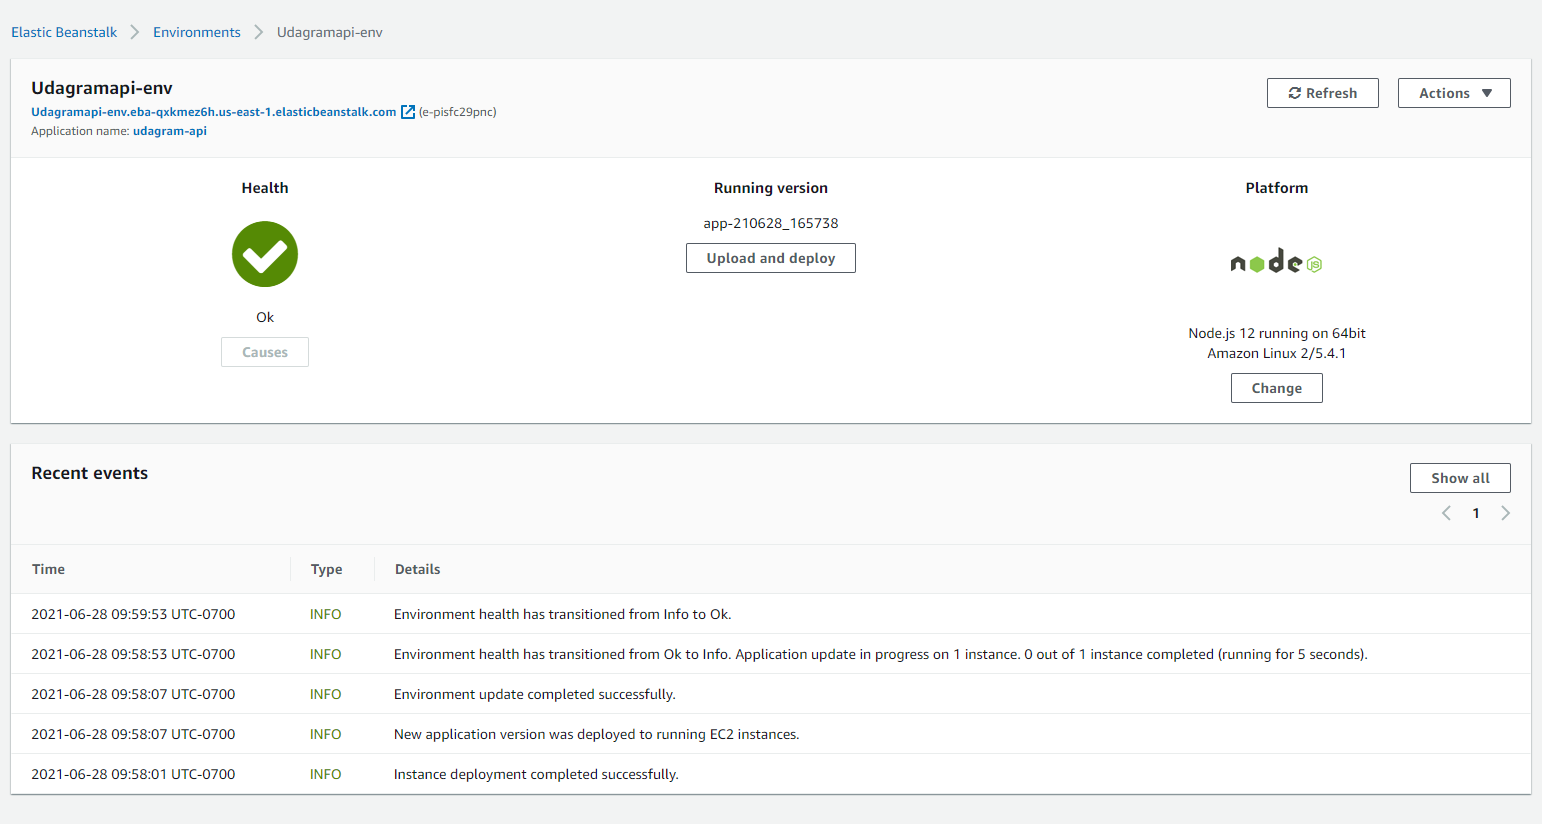 Elastic Beanstalk > Environments > Udagramapi-env
Udagramapi-env
Refresh
Actions
Udagramapi-env.eba-qxkmez6h.us-east-1.elasticbeanstalk.com (e-pisfc29pnc)
Application name: udagram-api
Health
Ok
Causes
Running version
app-210628_165738
Upload and deploy
Platform
node JS
Node.js 12 running on 64bit
Amazon Linux 2/5.4.1
Change
Recent events
Show all
1
Time Type Details
2021-06-28 09:59:53 UTC-0700 INFO Environment health has transitioned from Info to Ok.
2021-06-28 09:58:53 UTC-0700 INFO Environment health has transitioned from Ok to Info. Application update in progress on 1 instance. 0 out of 1 instance completed (running for 5 seconds).
2021-06-28 09:58:07 UTC-0700 INFO Environment update completed successfully.
2021-06-28 09:58:07 UTC-0700 INFO New application version was deployed to running EC2 instances.
2021-06-28 09:58:01 UTC-0700 INFO Instance deployment completed successfully.